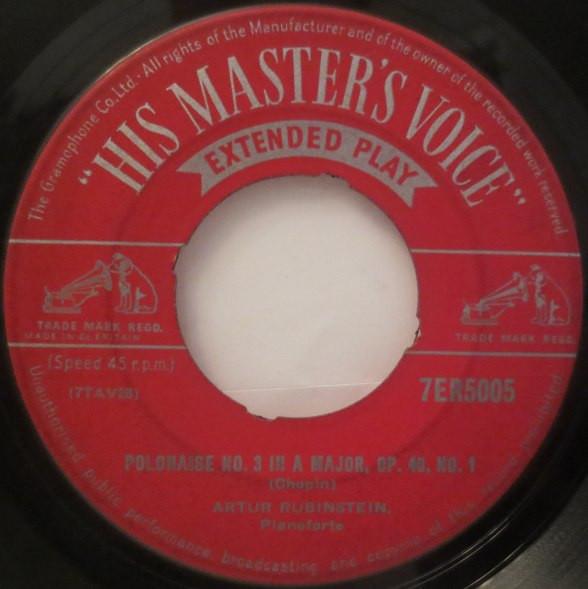 The Gramophone Co. Ltd. · All rights of the Manufacturer and of the owner of the recorded work reserved
"HIS MASTER'S VOICE"
EXTENDED PLAY
TRADE MARK REGD.
MADE IN GT. BRITAIN
TRADE MARK REGD.
(Speed 45 r.p.m.)
7ER5005
POLONAISE NO. 3 IN A MAJOR, OP. 40, NO. 1
(Chopin)
ARTUR RUBINSTEIN,
Pianoforte
Unauthorised public performance, broadcasting and copying of this record prohibited